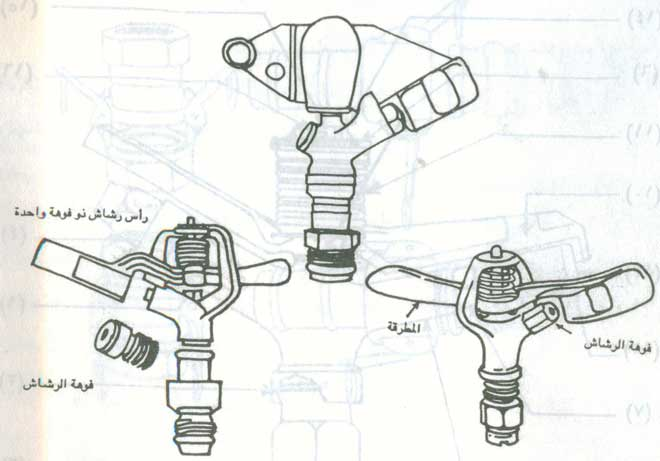 رأس رشاش ذو فوهة واحدة
المطرقة
فوهة الرشاش
فوهة الرشاش